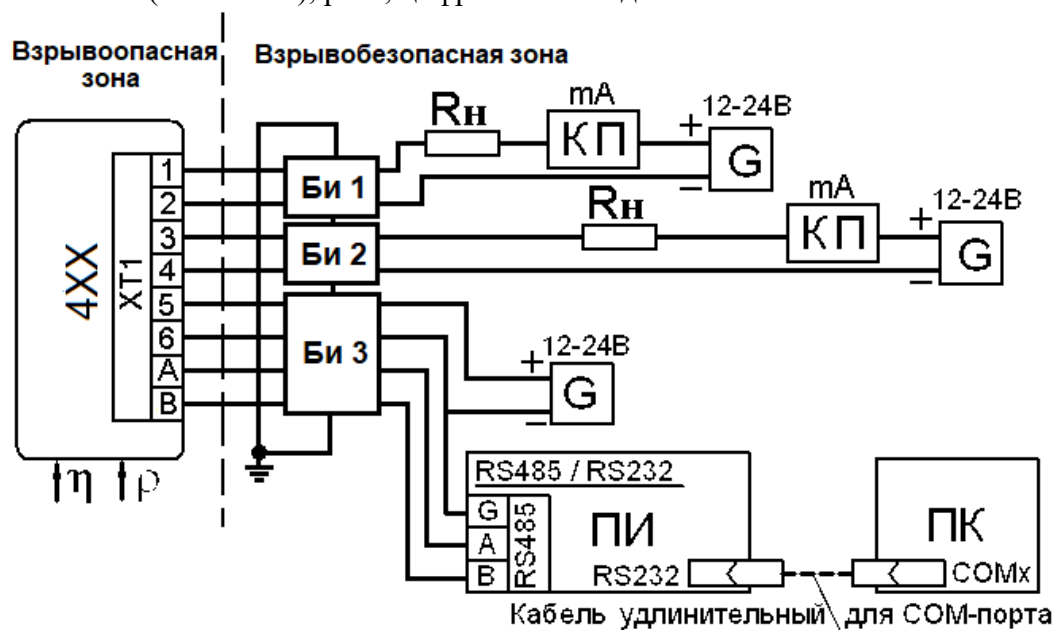 Взрывоопасная зона
Взрывобезопасная зона
mA
12-24В
Rн
КП
+
G
–
1
2
3
4
5
6
A
B
XT1
4XX
Би 1
Би 2
Би 3
Rн
mA
КП
12-24В
+
G
–
12-24В
+
G
–
η
ρ
RS485 / RS232
G
A
B
RS485
ПИ
RS232
ПК
COMx
Кабель удлинительный для COM-порта